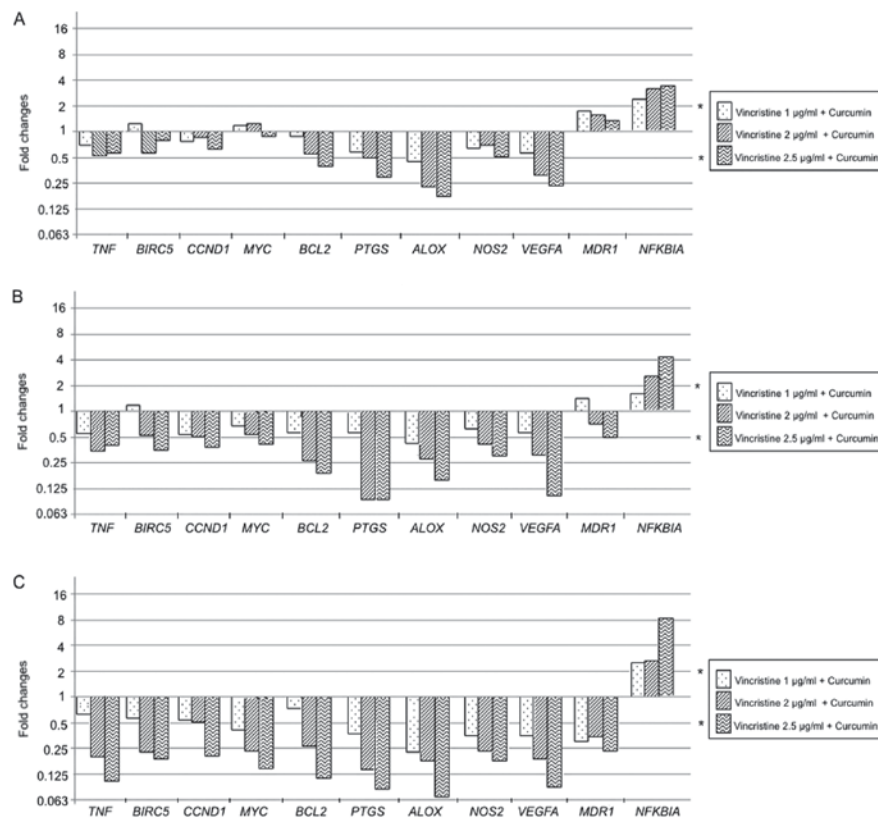 A
16
8
4
2
1
0.5
0.25
0.125
0.063
Fold changes
TNF BIRC5 CCND1 MYC BCL2 PTGS ALOX NOS2 VEGFA MDR1 NFKBIA
*
*
Vincristine 1 µg/ml + Curcumin
Vincristine 2 µg/ml + Curcumin
Vincristine 2.5 µg/ml + Curcumin
B
16
8
4
2
1
0.5
0.25
0.125
0.063
Fold changes
TNF BIRC5 CCND1 MYC BCL2 PTGS ALOX NOS2 VEGFA MDR1 NFKBIA
*
*
Vincristine 1 µg/ml + Curcumin
Vincristine 2 µg/ml + Curcumin
Vincristine 2.5 µg/ml + Curcumin
C
16
8
4
2
1
0.5
0.25
0.125
0.063
Fold changes
TNF BIRC5 CCND1 MYC BCL2 PTGS ALOX NOS2 VEGFA MDR1 NFKBIA
*
*
Vincristine 1 µg/ml + Curcumin
Vincristine 2 µg/ml + Curcumin
Vincristine 2.5 µg/ml + Curcumin